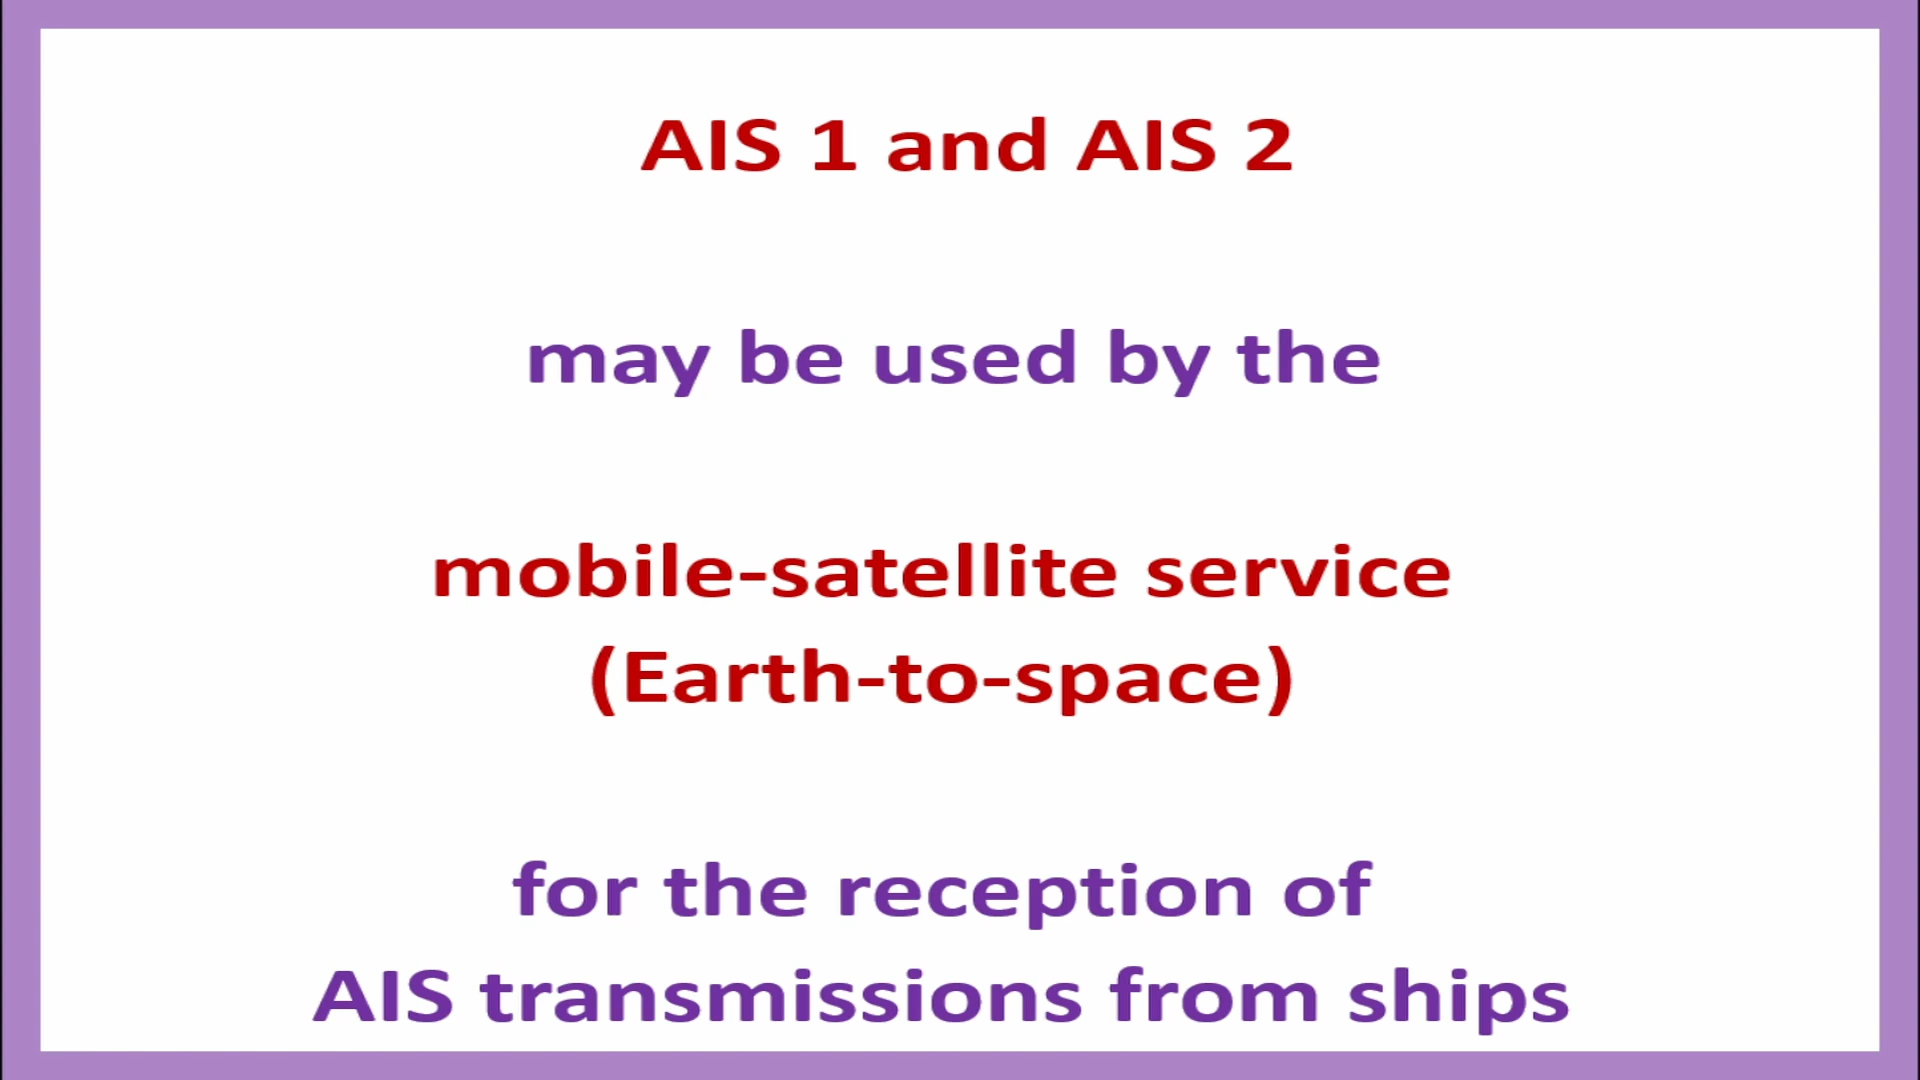 AIS 1 and AIS 2
may be used by the
mobile-satellite service
(Earth-to-space)
for the reception of
AIS transmissions from ships